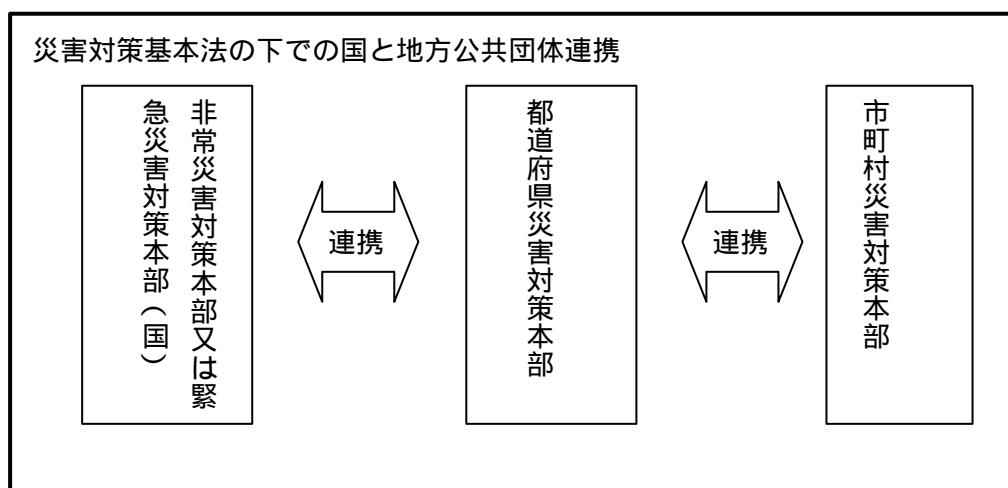 災害対策基本法の下での国と地方公共団体連携
非常災害対策本部又は緊
急災害対策本部（国）
連携
都道府県災害対策本部
連携
市町村災害対策本部